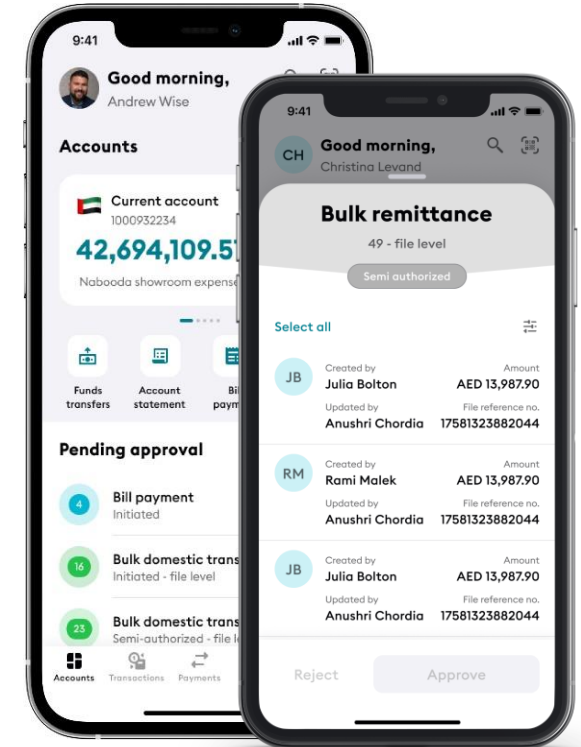 9:41
Good morning,
Andrew Wise
Accounts
Current account
1000932234
42,694,109.5
Nabooda showroom expense
Funds
transfers
Account
statement
Bil
paym
Pending approval
4
Bill payment
Initiated
16
Bulk domestic trans
Initiated - file level
23
Bulk domestic trans
Semi-authorized - file l
Accounts
Transactions
Payments
9:41
CH
Good morning,
Christina Levand
Bulk remittance
49 - file level
Semi authorized
Select all
JB
Created by
Julia Bolton
Amount
AED 13,987.90
Updated by
Anushri Chordia
File reference no.
17581323882044
RM
Created by
Rami Malek
Amount
AED 13,987.90
Updated by
Anushri Chordia
File reference no.
17581323882044
JB
Created by
Julia Bolton
Amount
AED 13,987.90
Updated by
Anushri Chordia
File reference no.
17581323882044
Reject
Approve